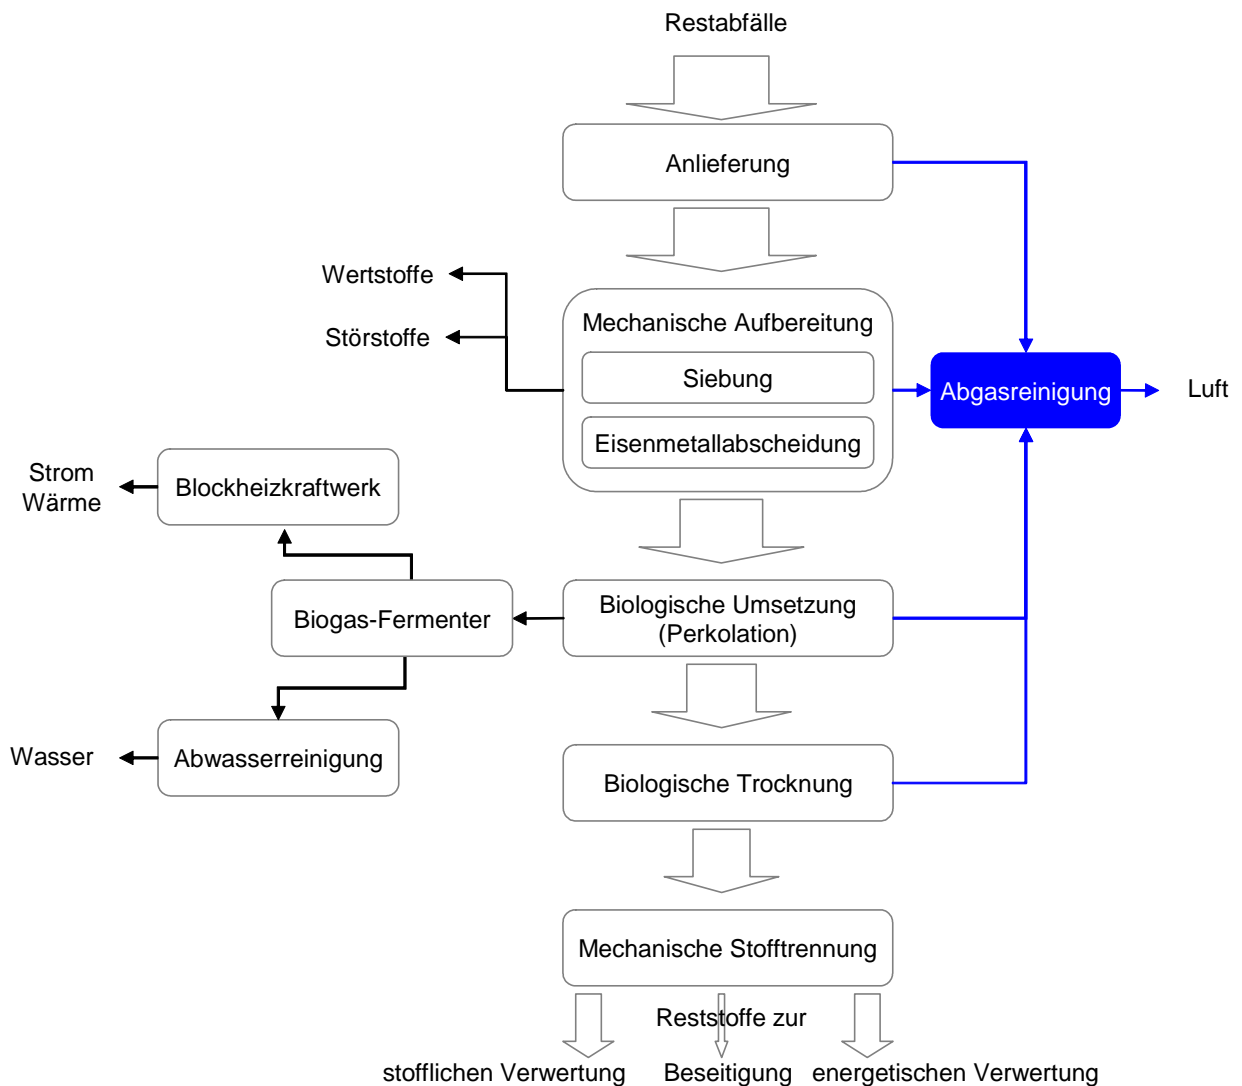 Restabfälle
Anlieferung
Wertstoffe
Störstoffe
Mechanische Aufbereitung
Siebung
Eisenmetallabscheidung
Abgasreinigung
Luft
Strom
Wärme
Blockheizkraftwerk
Biogas-Fermenter
Biologische Umsetzung
(Perkolation)
Wasser
Abwasserreinigung
Biologische Trocknung
Mechanische Stofftrennung
Reststoffe zur
stofflichen Verwertung
Beseitigung
energetischen Verwertung